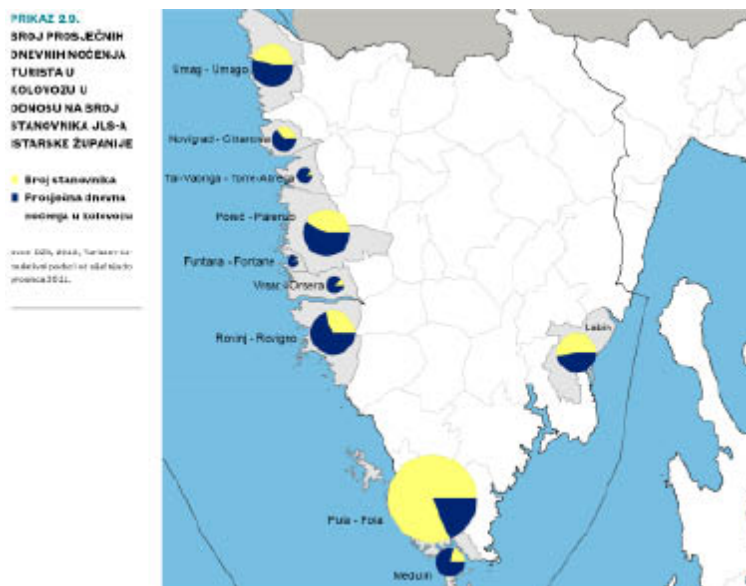 PRIKAZ 2.9.
BROJ PROSJEČNIH
DNEVNIH NOĆENJA
TURISTA U
KOLOVOZU U
ODNOSU NA BROJ
STANOVNIKA JLS-A
ISTARSKE ŽUPANIJE
Broj stanovnika
Prosječna dnevna
noćenja u kolovozu
Umag - Umago
Novigrad - Cittanova
Tar-Vabriga - Torre-Abrega
Poreč - Parenzo
Funtana - Fontane
Vrsar - Orsera
Rovinj - Rovigno
Labin
Pula - Pola
Medulin